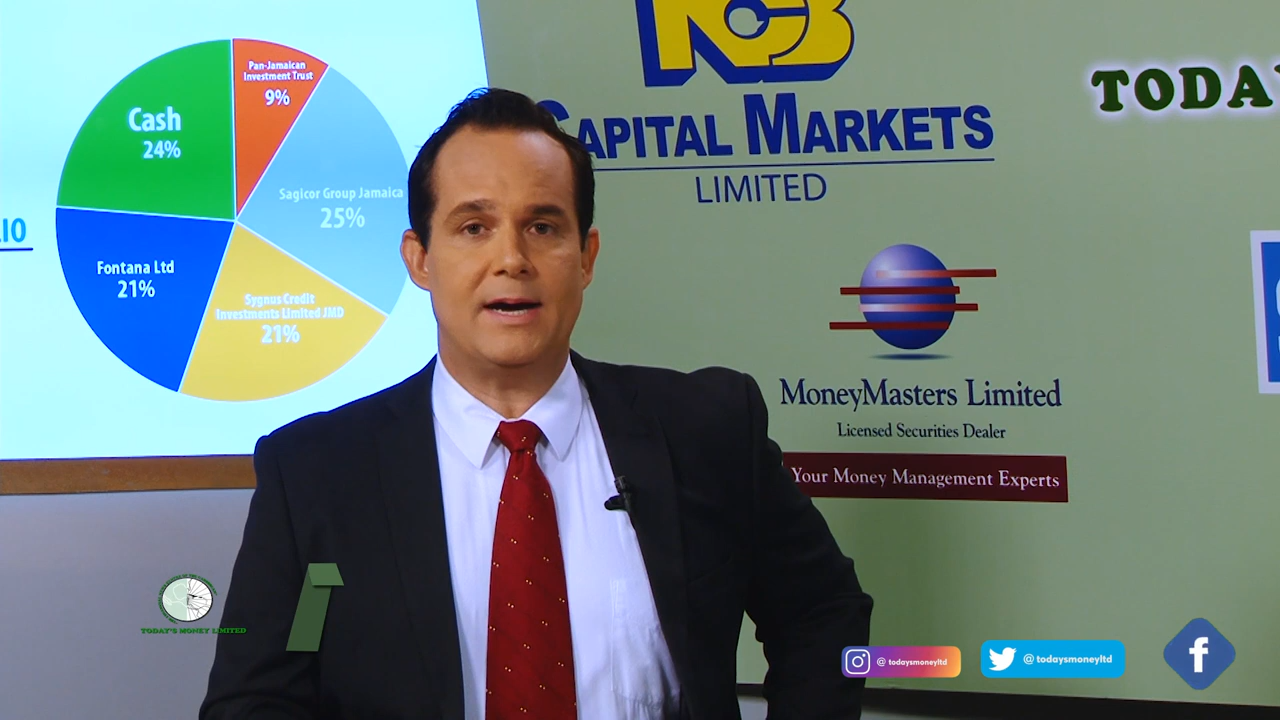 Cash
24%
Pan-Jamaican
Investment Trust
9%
Sagicor Group Jamaica
25%
Fontana Ltd
21%
Sygnus Credit
Investments Limited JMD
21%
LIO
NCB
CAPITAL MARKETS
LIMITED
TODAY
MoneyMasters Limited
Licensed Securities Dealer
Your Money Management Experts
TODAY'S MONEY LIMITED
@ todaysmoneyltd
@ todaysmoneyltd
f